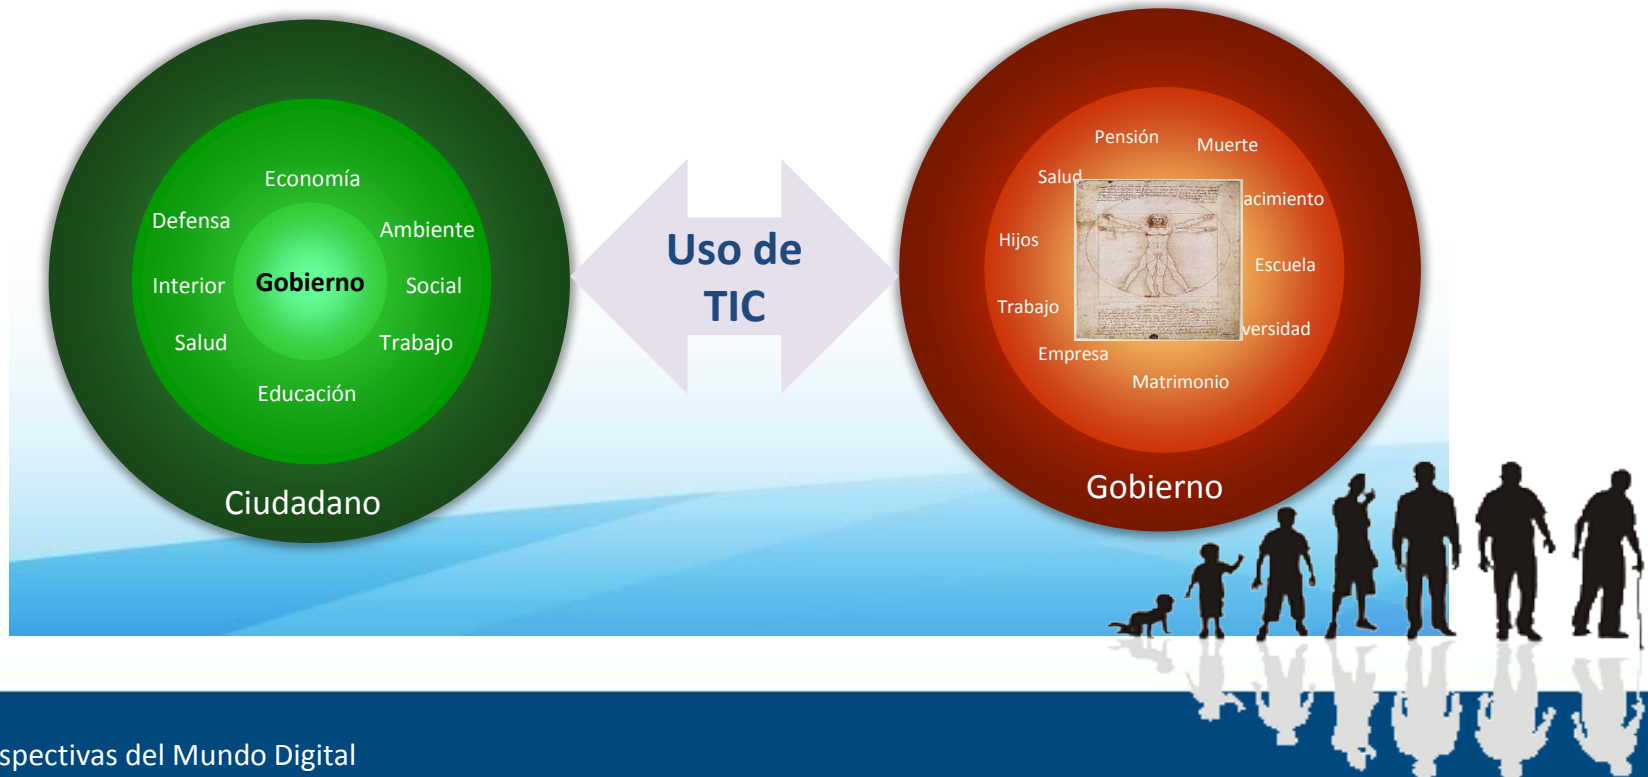 Economía
Defensa
Ambiente
Interior
Gobierno
Social
Salud
Trabajo
Educación
Ciudadano
Uso de
TIC
Pensión
Muerte
Salud
acimiento
Hijos
Escuela
Trabajo
versidad
Empresa
Matrimonio
Gobierno
spectivas del Mundo Digital